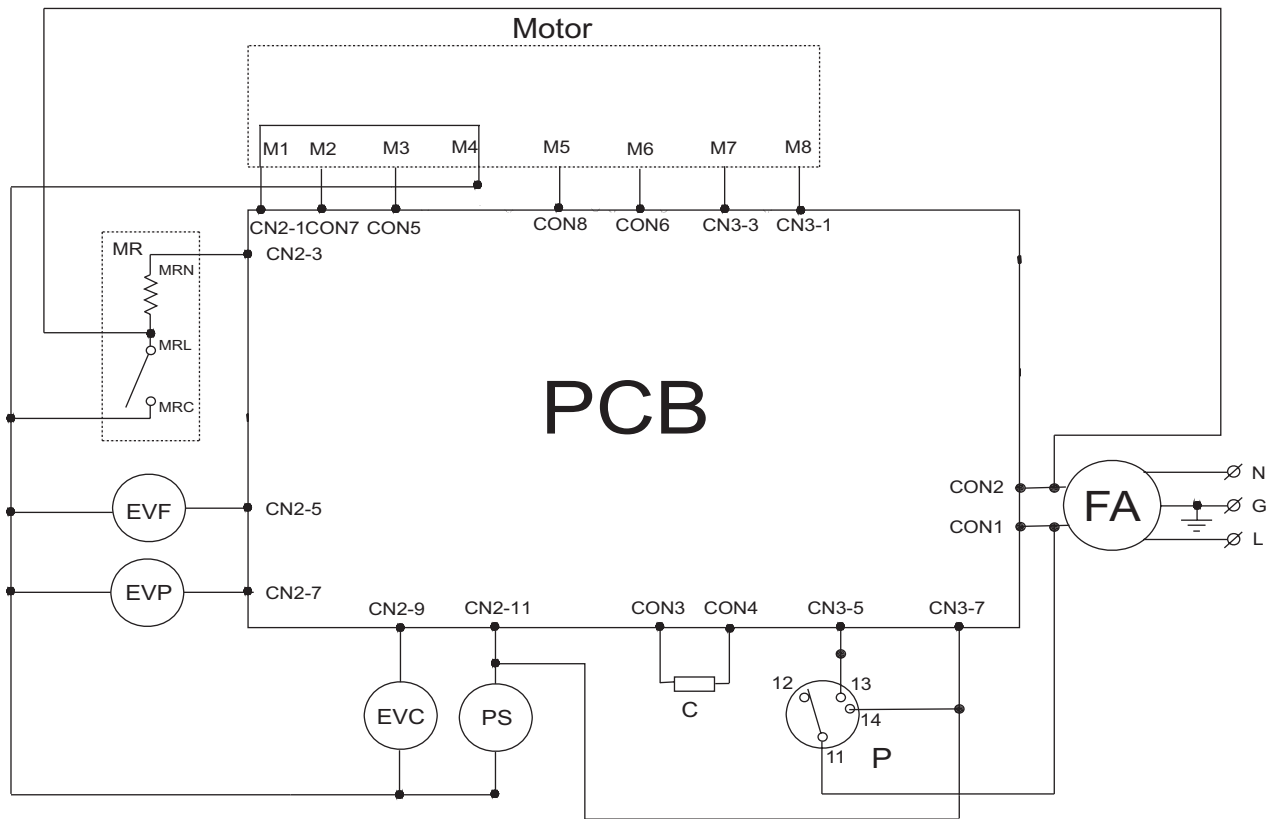 Motor
M1 M2 M3 M4 M5 M6 M7 M8
CN2-1 CON7 CON5 CON8 CON6 CN3-3 CN3-1
MR
CN2-3
MRN
MRL
MRC
PCB
EVF
CN2-5
EVP
CN2-7
CON2
CON1
FA
N
G
L
CN2-9 CN2-11 CON3 CON4 CN3-5 CN3-7
EVC
PS
C
12
13
14
11
P